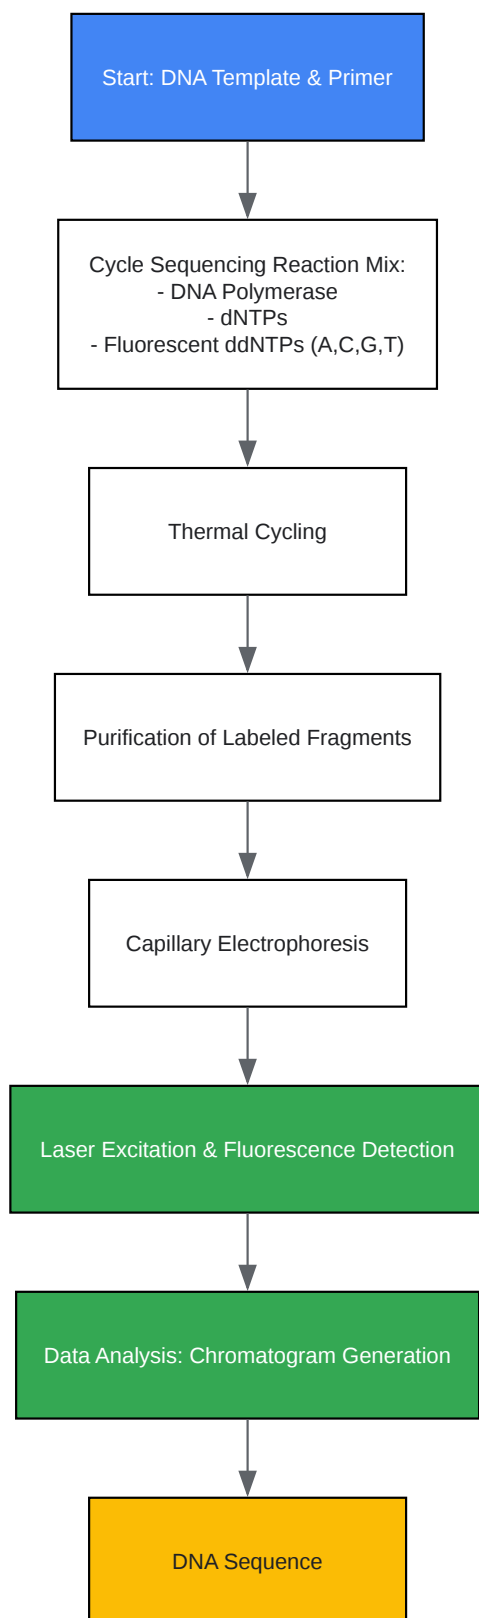 Start: DNA Template & Primer
Cycle Sequencing Reaction Mix:
- DNA Polymerase
- dNTPs
- Fluorescent ddNTPs (A,C,G,T)
Thermal Cycling
Purification of Labeled Fragments
Capillary Electrophoresis
Laser Excitation & Fluorescence Detection
Data Analysis: Chromatogram Generation
DNA Sequence